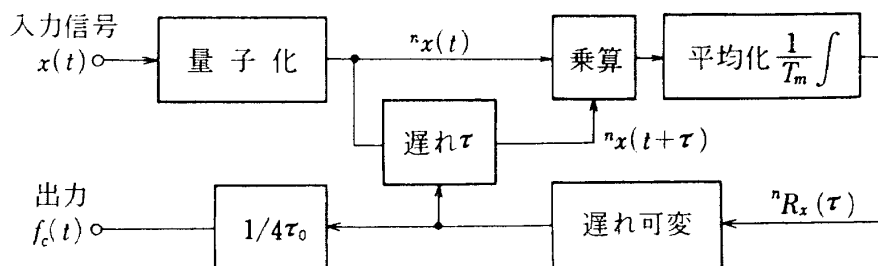 入力信号
x(t)
量子化
ⁿx(t)
乗算
平均化 1/Tₘ ∫
遅れτ
ⁿx(t+τ)
出力
f_c(t)
1/4τ₀
遅れ可変
ⁿRₓ(τ)